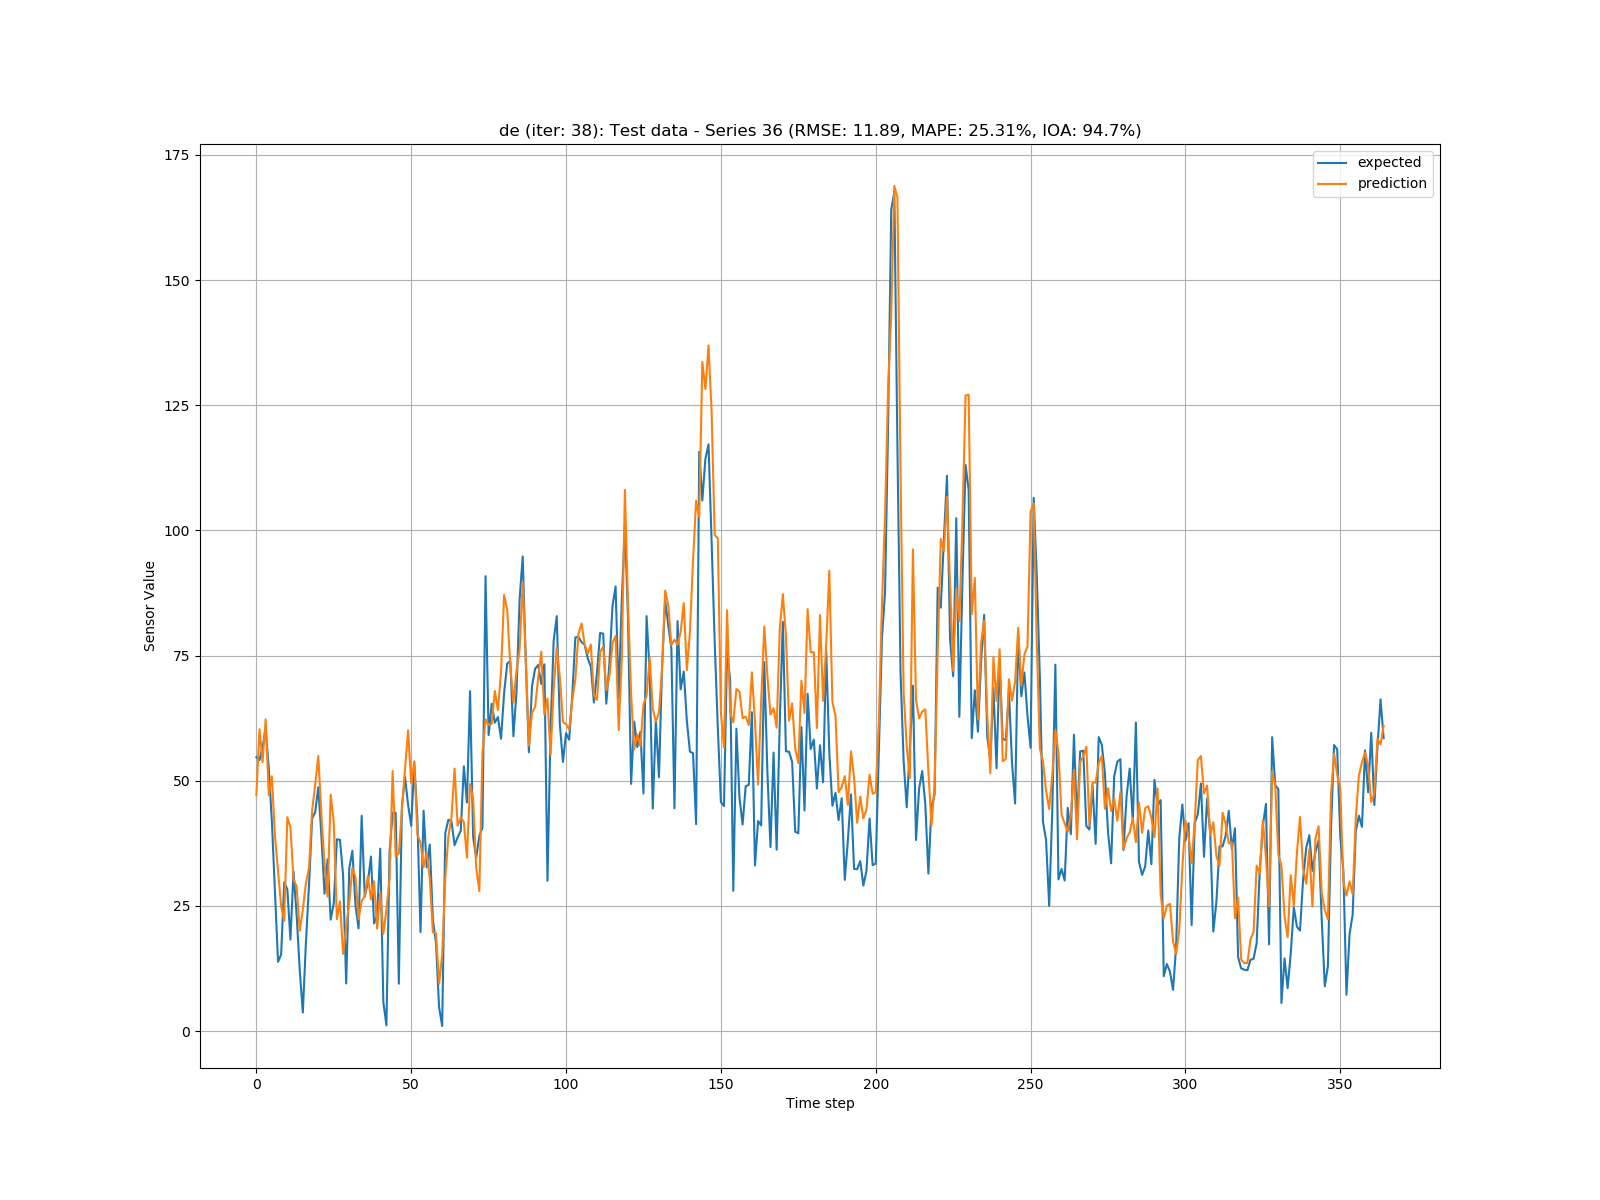 de (iter: 38): Test data - Series 36 (RMSE: 11.89, MAPE: 25.31%, IOA: 94.7%)
expected
prediction
175
150
125
100
75
50
25
0
Sensor Value
0 50 100 150 200 250 300 350
Time step